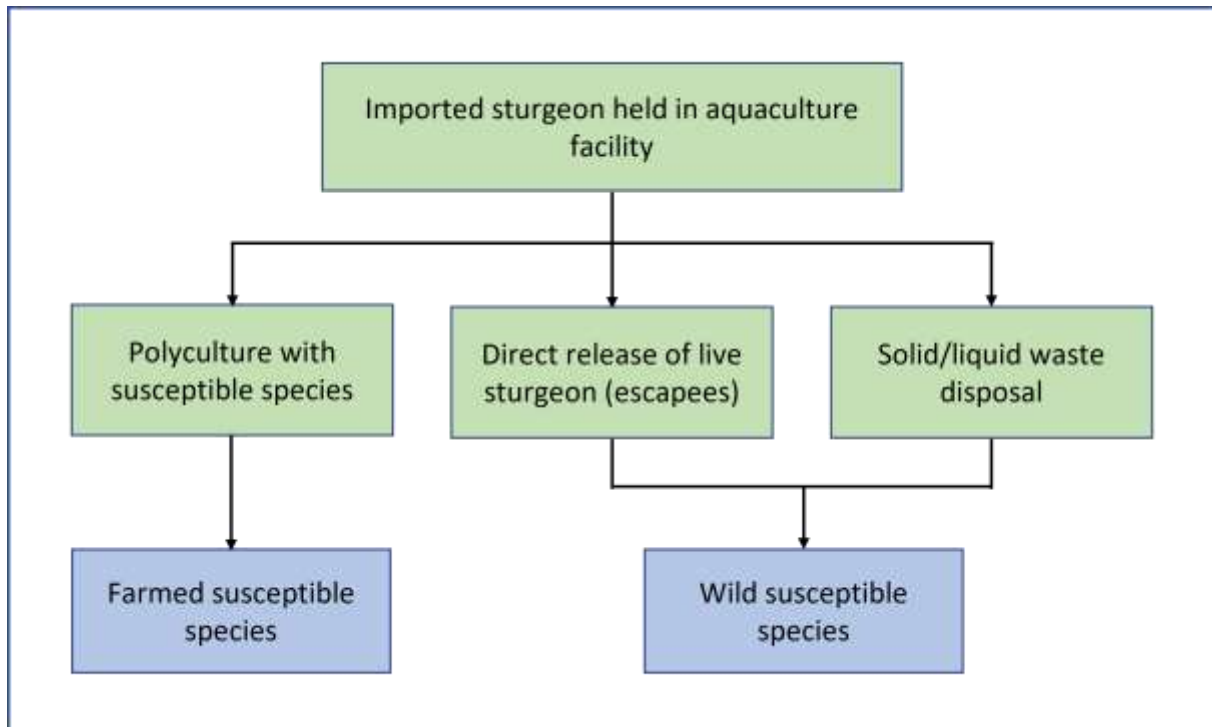 Imported sturgeon held in aquaculture
facility
Polyculture with
susceptible species
Direct release of live
sturgeon (escapees)
Solid/liquid waste
disposal
Farmed susceptible
species
Wild susceptible
species